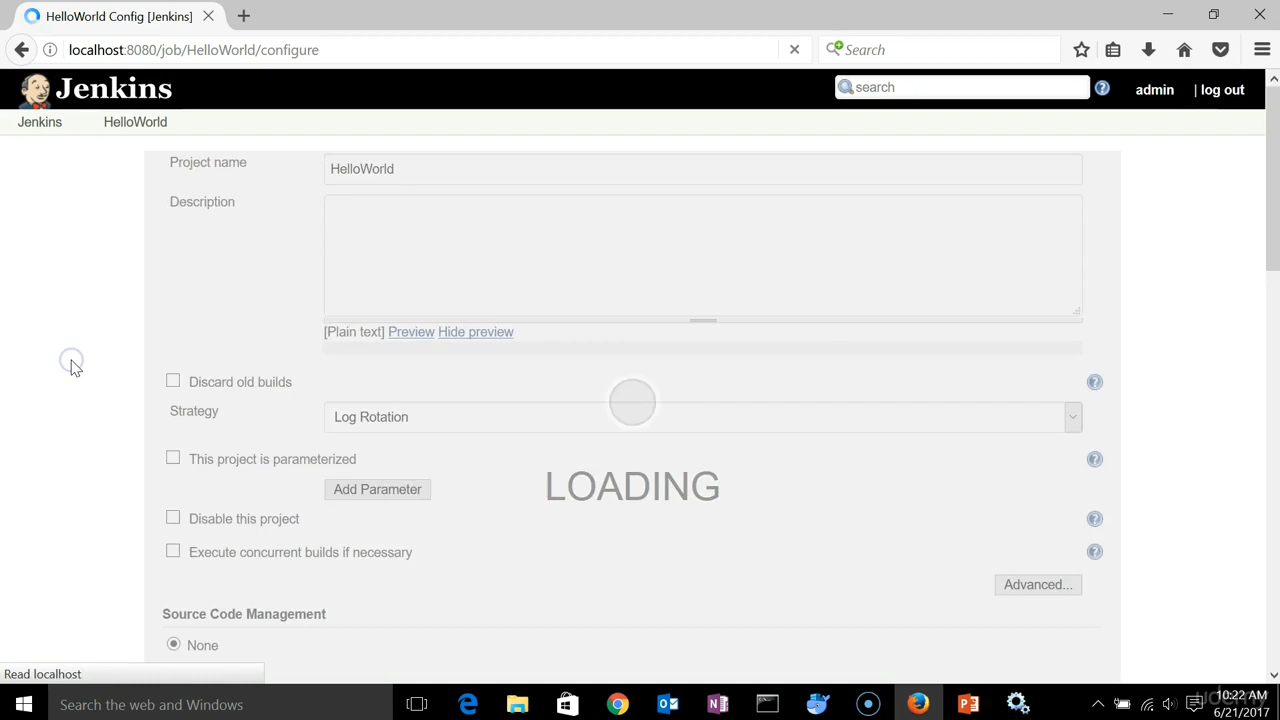 HelloWorld Config [Jenkins]
localhost:8080/job/HelloWorld/configure
Search
Jenkins
search
admin
| log out
Jenkins
HelloWorld
Project name
HelloWorld
Description
[Plain text] Preview Hide preview
Discard old builds
Strategy
Log Rotation
This project is parameterized
Add Parameter
LOADING
Disable this project
Execute concurrent builds if necessary
Advanced...
Source Code Management
None
Read localhost
Search the web and Windows
10:22 AM
6/21/2017
udemy